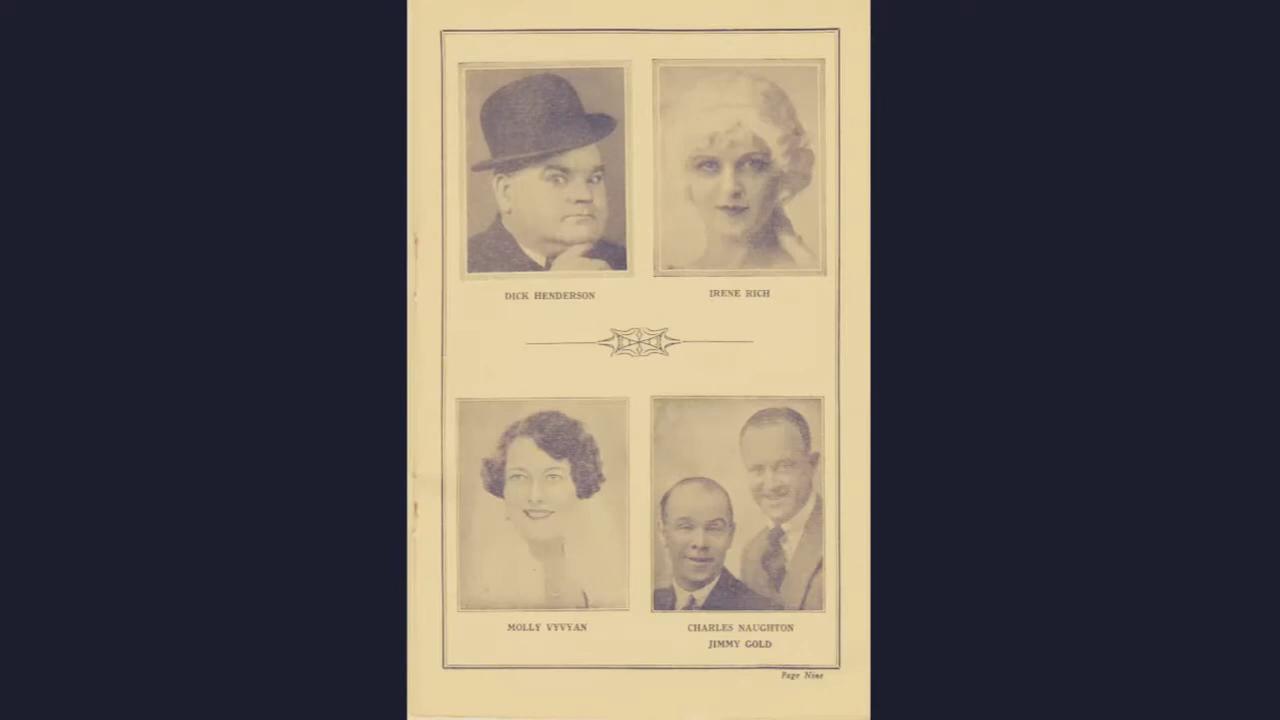 DICK HENDERSON
IRENE RICH
MOLLY VYVYAN
CHARLES NAUGHTON
JIMMY GOLD
Page Nine